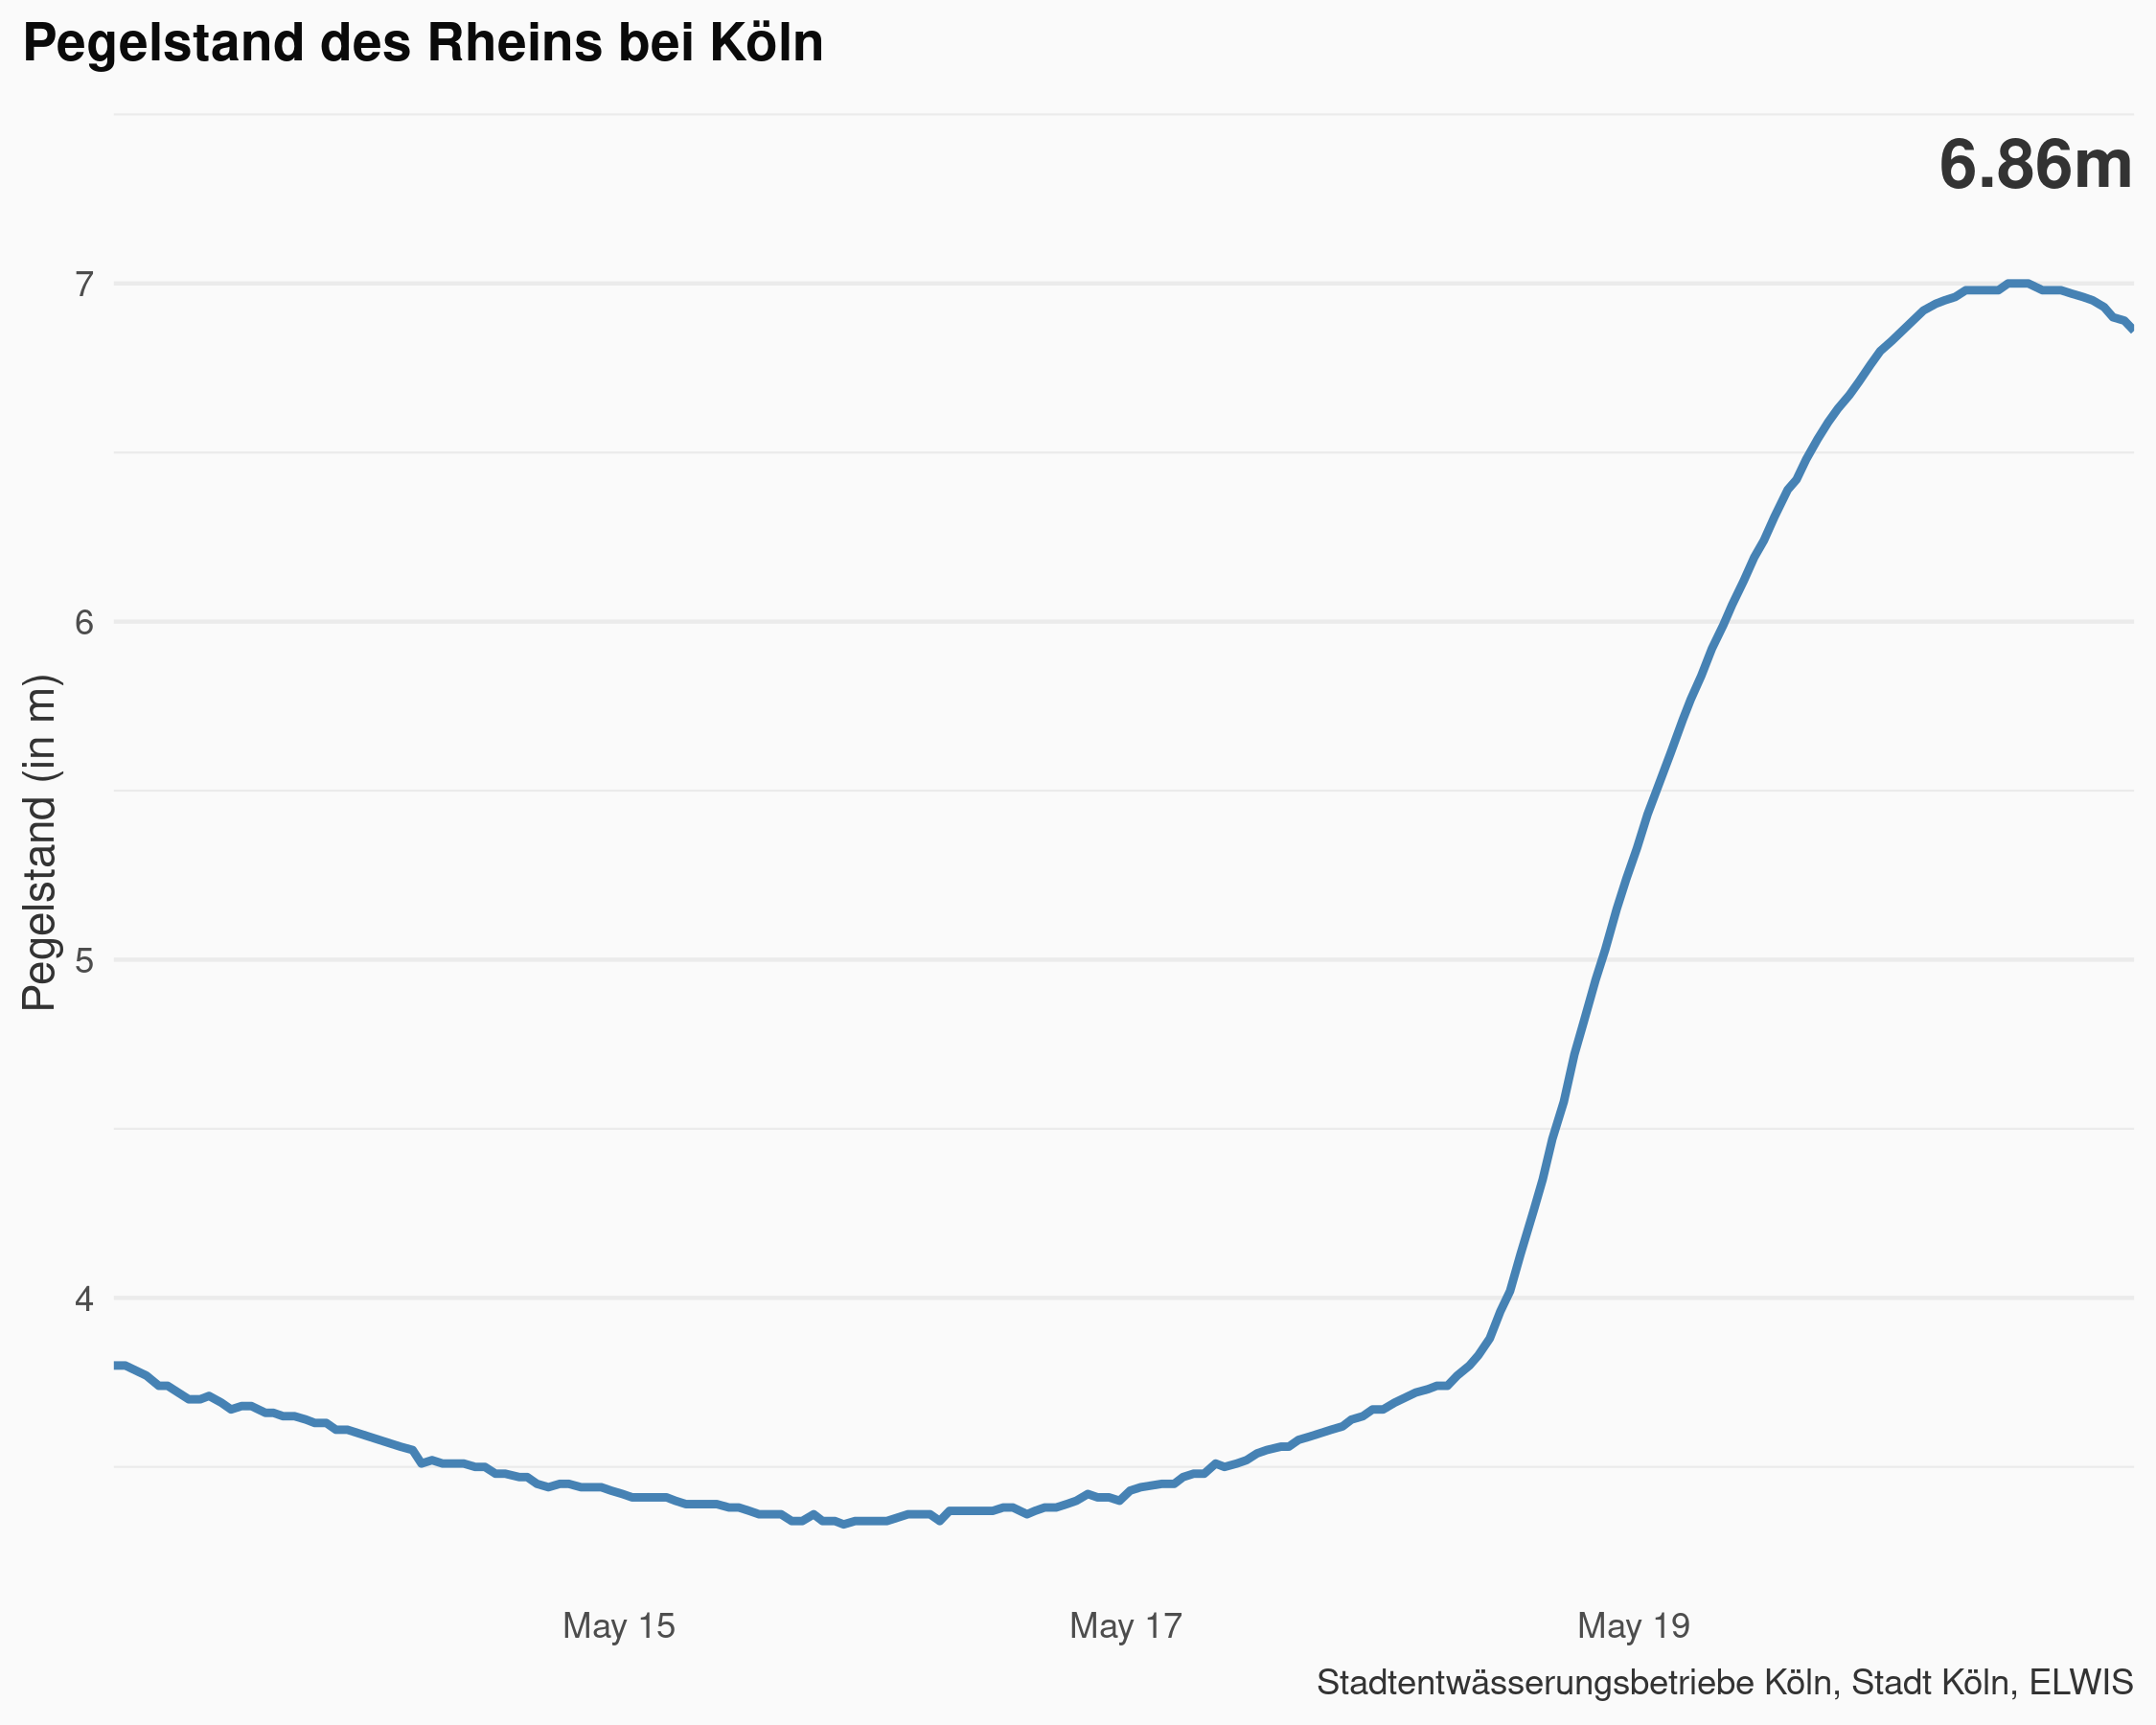 Pegelstand des Rheins bei Köln
6.86m
7
6
5
4
Pegelstand (in m)
May 15
May 17
May 19
Stadtentwässerungsbetriebe Köln, Stadt Köln, ELWIS